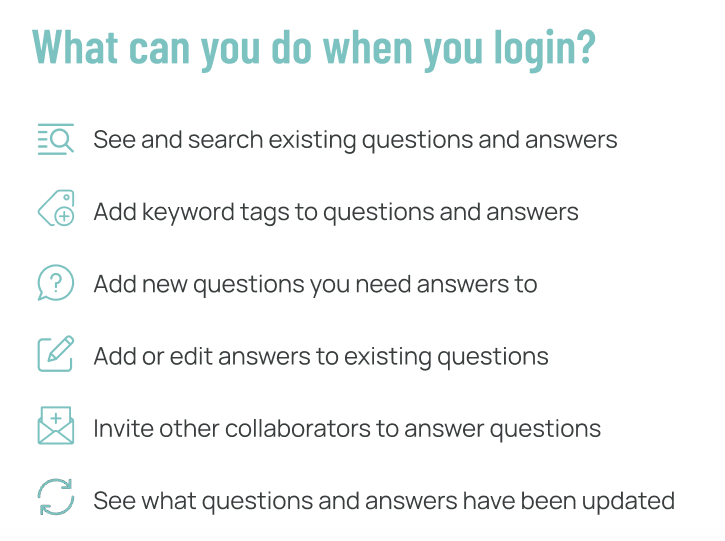 What can you do when you login?
See and search existing questions and answers
Add keyword tags to questions and answers
Add new questions you need answers to
Add or edit answers to existing questions
Invite other collaborators to answer questions
See what questions and answers have been updated